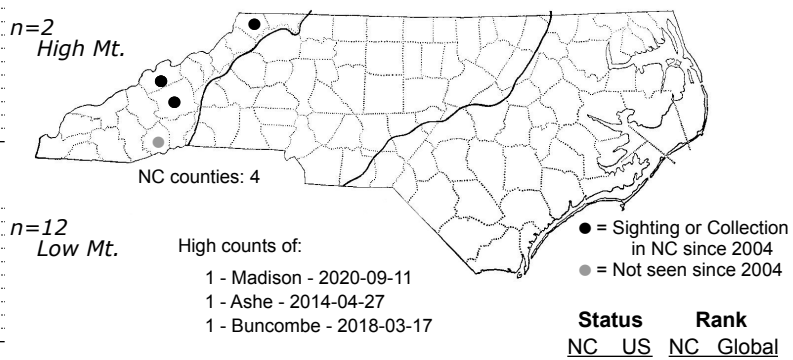 n=2
High Mt.
NC counties: 4
n=12
Low Mt.
High counts of:
1 - Madison - 2020-09-11
1 - Ashe - 2014-04-27
1 - Buncombe - 2018-03-17
● = Sighting or Collection
in NC since 2004
● = Not seen since 2004
Status Rank
NC US NC Global